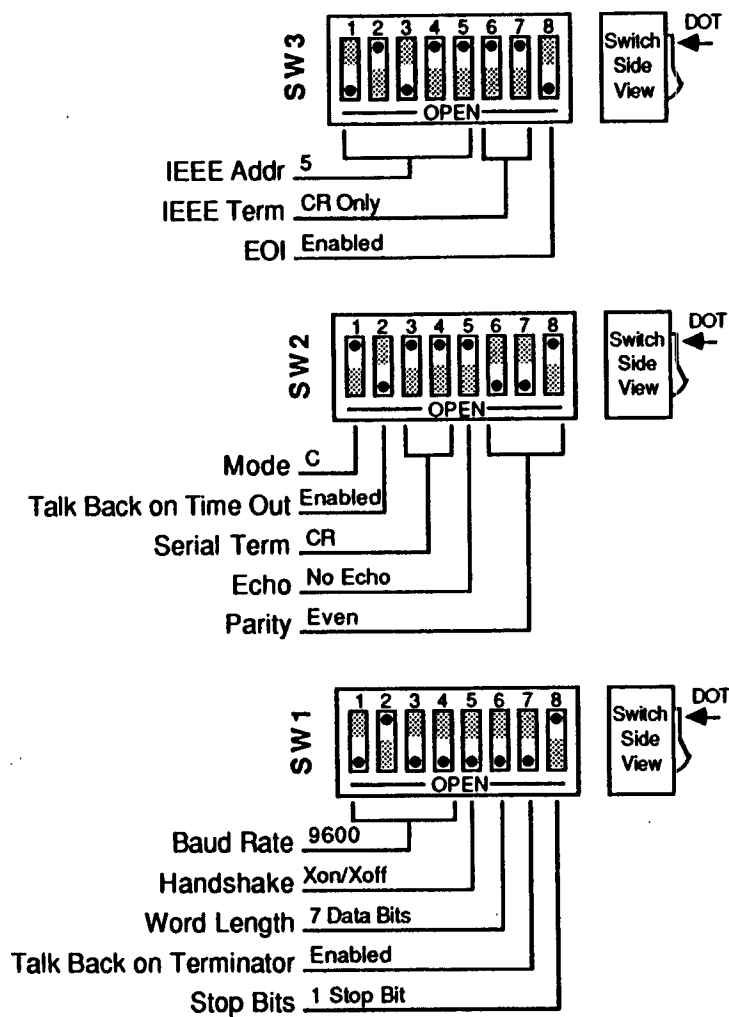 SW3
1 2 3 4 5 6 7 8
OPEN
Switch
Side
View
DOT
IEEE Addr 5
IEEE Term CR Only
EOI Enabled
SW2
1 2 3 4 5 6 7 8
OPEN
Switch
Side
View
DOT
Mode C
Talk Back on Time Out Enabled
Serial Term CR
Echo No Echo
Parity Even
SW1
1 2 3 4 5 6 7 8
OPEN
Switch
Side
View
DOT
Baud Rate 9600
Handshake Xon/Xoff
Word Length 7 Data Bits
Talk Back on Terminator Enabled
Stop Bits 1 Stop Bit